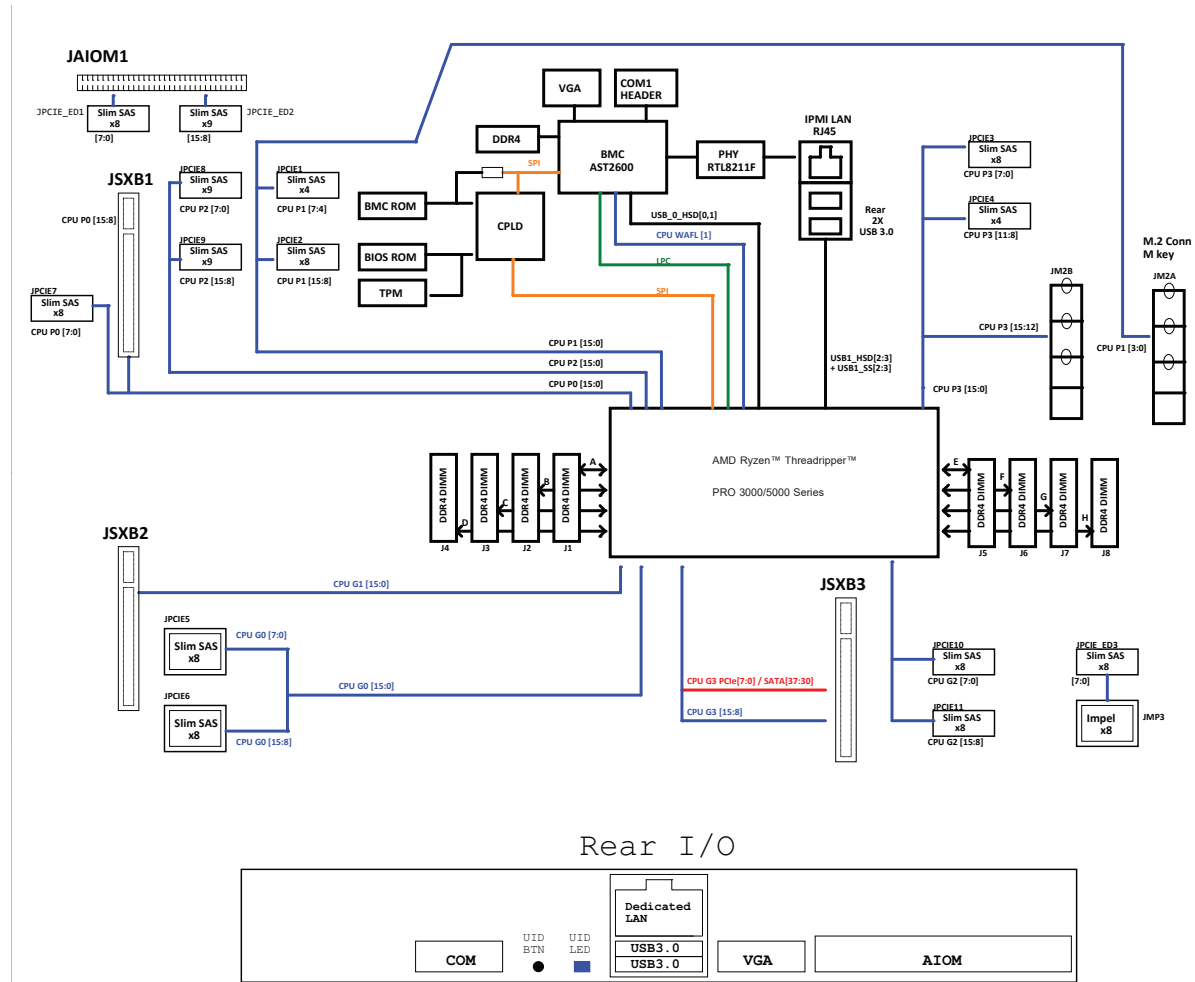 JAIOM1
JPCIE_ED1
Slim SAS
x8
[7:0]
Slim SAS
x9
[15:8]
JPCIE_ED2
JSXB1
CPU P0 [15:8]
JPCIE8
Slim SAS
x9
CPU P2 [7:0]
JPCIE9
Slim SAS
x9
CPU P2 [15:8]
JPCIE1
Slim SAS
x4
CPU P1 [7:4]
JPCIE2
Slim SAS
x8
CPU P1 [15:8]
JPCIE7
Slim SAS
x8
CPU P0 [7:0]
VGA
COM1
HEADER
DDR4
BMC
AST2600
SPI
BMC ROM
CPLD
BIOS ROM
TPM
PHY
RTL8211F
IPMI LAN
RJ45
Rear
2X
USB 3.0
USB_0_HSD[0,1]
CPU WAFL [1]
LPC
SPI
USB1_HSD[2:3]
+ USB1_SS[2:3]
JPCIE3
Slim SAS
x8
CPU P3 [7:0]
JPCIE4
Slim SAS
x4
CPU P3 [11:8]
M.2 Conn
M key
JM2B
JM2A
CPU P3 [15:12]
CPU P1 [3:0]
CPU P1 [15:0]
CPU P2 [15:0]
CPU P0 [15:0]
CPU P3 [15:0]
AMD Ryzen™ Threadripper™
PRO 3000/5000 Series
A
B
C
D
DDR4 DIMM
DDR4 DIMM
DDR4 DIMM
DDR4 DIMM
J4
J3
J2
J1
E
F
G
H
DDR4 DIMM
DDR4 DIMM
DDR4 DIMM
DDR4 DIMM
J5
J6
J7
J8
JSXB2
CPU G1 [15:0]
JPCIE5
Slim SAS
x8
CPU G0 [7:0]
CPU G0 [15:0]
JPCIE6
Slim SAS
x8
CPU G0 [15:8]
JSXB3
CPU G3 PCIe[7:0] / SATA[37:30]
CPU G3 [15:8]
JPCIE10
Slim SAS
x8
CPU G2 [7:0]
JPCIE11
Slim SAS
x8
CPU G2 [15:8]
JPCIE_ED3
Slim SAS
x8
[7:0]
Impel
x8
JMP3
Rear I/O
COM
UID
BTN
UID
LED
Dedicated
LAN
USB3.0
USB3.0
VGA
AIOM